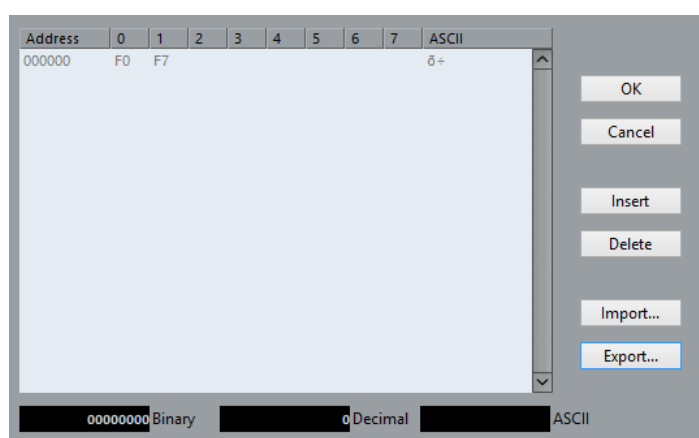 Address 0 1 2 3 4 5 6 7 ASCII
000000 F0 F7 ð÷
OK
Cancel
Insert
Delete
Import...
Export...
00000000 Binary 0 Decimal ASCII